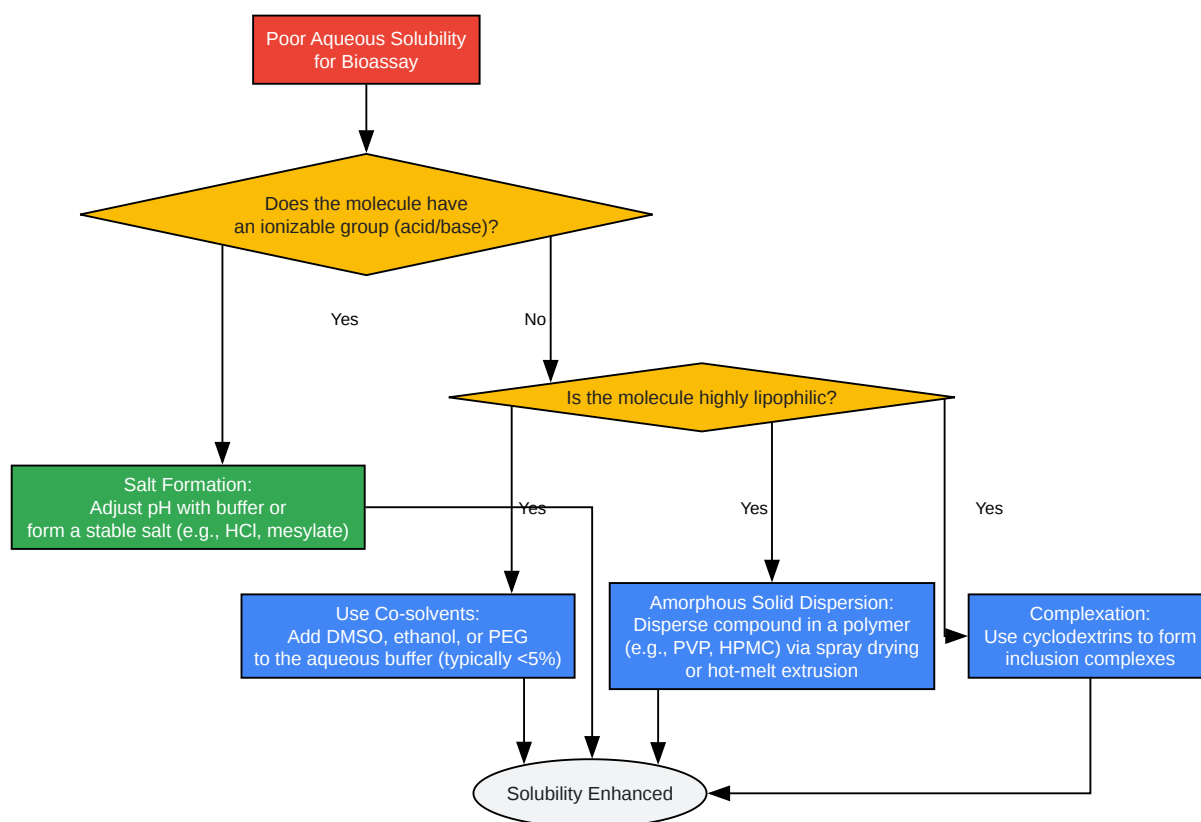 Poor Aqueous Solubility
for Bioassay
Does the molecule have
an ionizable group (acid/base)?
Yes
No
Is the molecule highly lipophilic?
Salt Formation:
Adjust pH with buffer or
form a stable salt (e.g., HCl, mesylate)
Yes
Yes
Yes
Use Co-solvents:
Add DMSO, ethanol, or PEG
to the aqueous buffer (typically <5%)
Amorphous Solid Dispersion:
Disperse compound in a polymer
(e.g., PVP, HPMC) via spray drying
or hot-melt extrusion
Complexation:
Use cyclodextrins to form
inclusion complexes
Solubility Enhanced